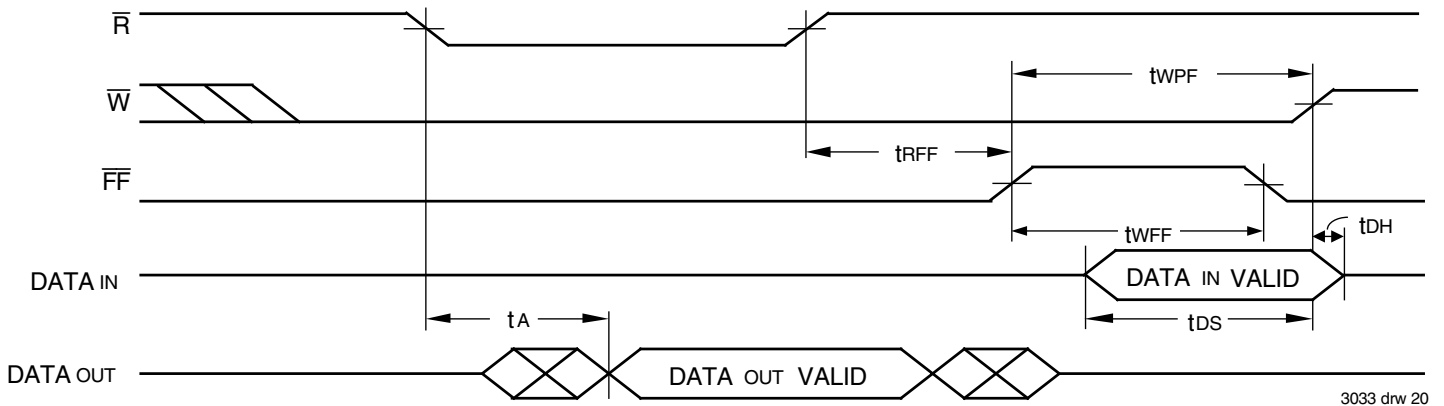 R̅
tWPF
W̅
tRFF
F̅F̅
tWFF
tDH
DATA IN
DATA IN VALID
tA
tDS
DATA OUT
DATA OUT VALID
3033 drw 20